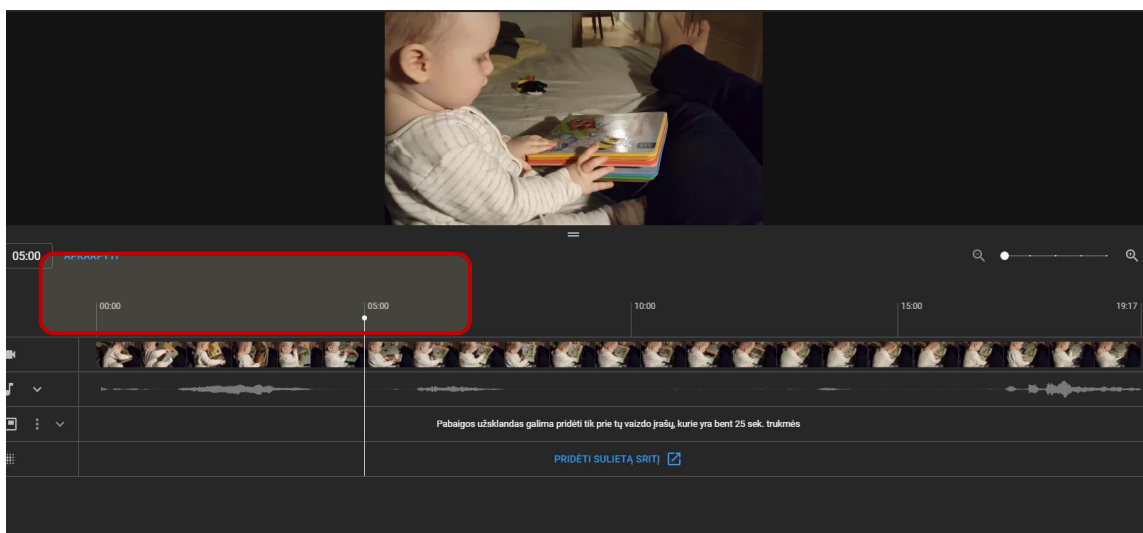 05:00 APKARPYTI
00:00 05:00 10:00 15:00 19:17
Pabaigos užsklandas galima pridėti tik prie tų vaizdo įrašų, kurie yra bent 25 sek. trukmės
PRIDĖTI SULIETĄ SRITĮ